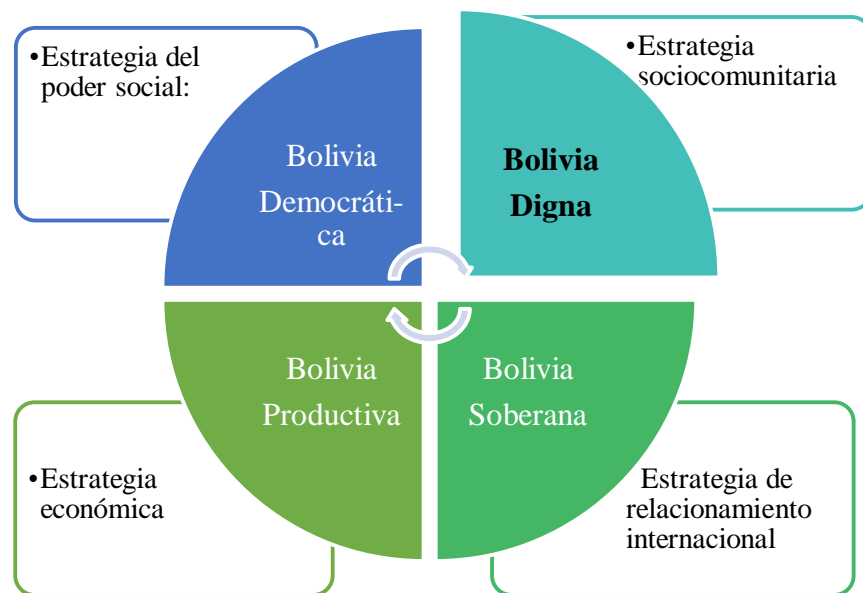 •Estrategia del
poder social:
•Estrategia
sociocomunitaria
Bolivia
Democráti-
ca
Bolivia
Digna
Bolivia
Productiva
Bolivia
Soberana
•Estrategia
económica
Estrategia de
relacionamiento
internacional